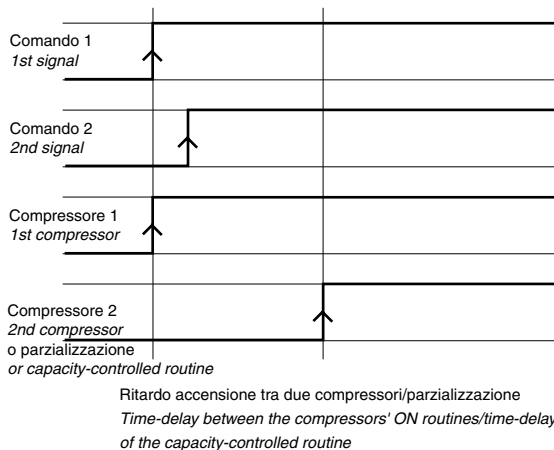 Comando 1
1st signal
Comando 2
2nd signal
Compressore 1
1st compressor
Compressore 2
2nd compressor
o parzializzazione
or capacity-controlled routine
Ritardo accensione tra due compressori/parzializzazione
Time-delay between the compressors' ON routines/time-delay
of the capacity-controlled routine